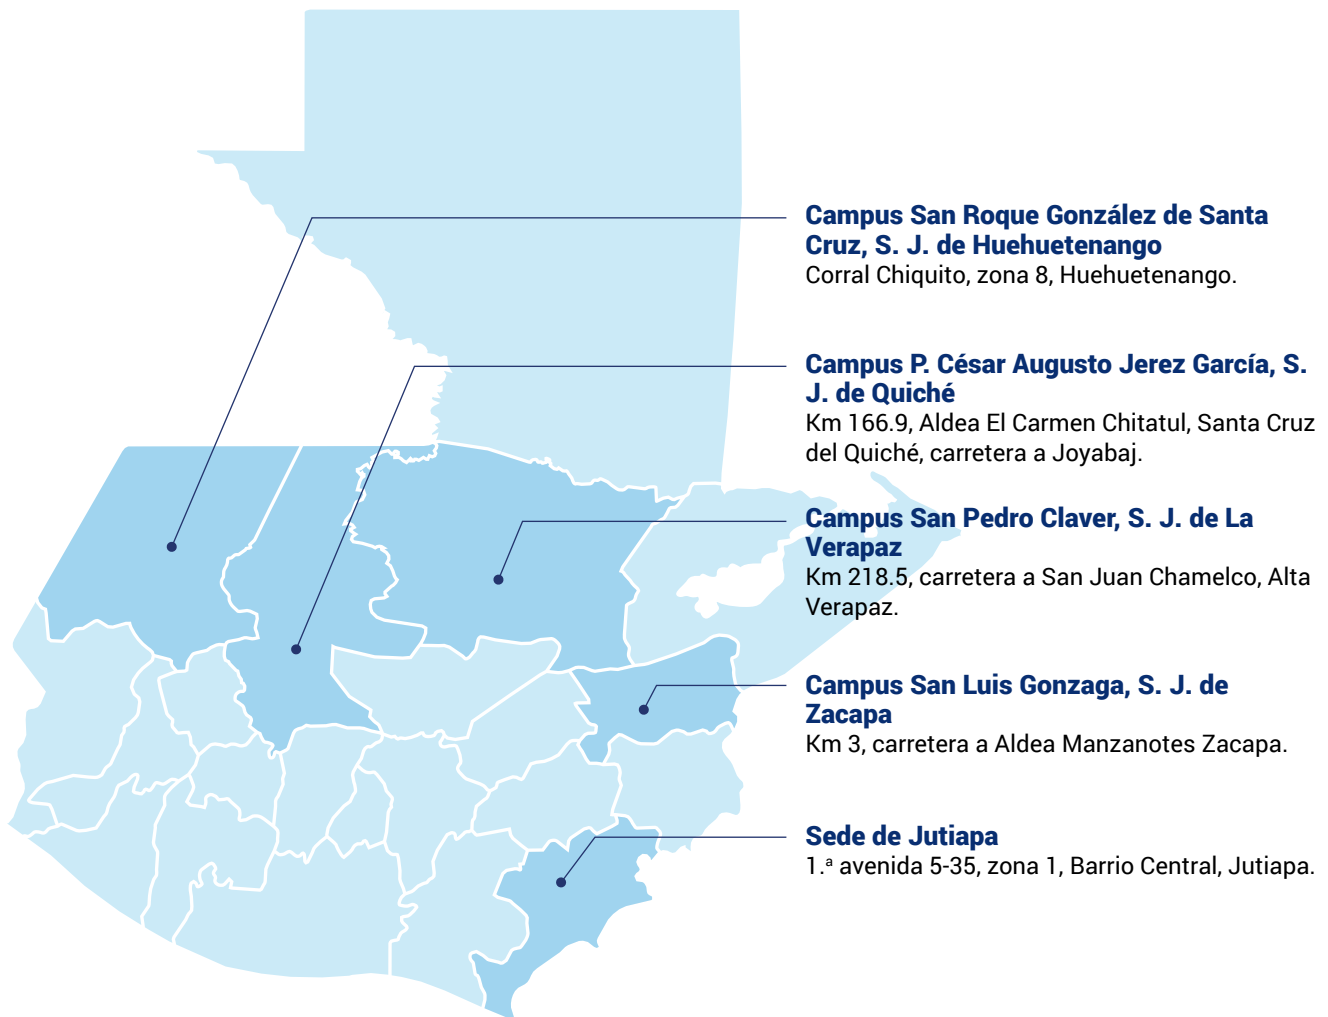 Campus San Roque González de Santa
Cruz, S. J. de Huehuetenango
Corral Chiquito, zona 8, Huehuetenango.
Campus P. César Augusto Jerez García, S.
J. de Quiché
Km 166.9, Aldea El Carmen Chitatul, Santa Cruz
del Quiché, carretera a Joyabaj.
Campus San Pedro Claver, S. J. de La
Verapaz
Km 218.5, carretera a San Juan Chamelco, Alta
Verapaz.
Campus San Luis Gonzaga, S. J. de
Zacapa
Km 3, carretera a Aldea Manzanotes Zacapa.
Sede de Jutiapa
1.ª avenida 5-35, zona 1, Barrio Central, Jutiapa.